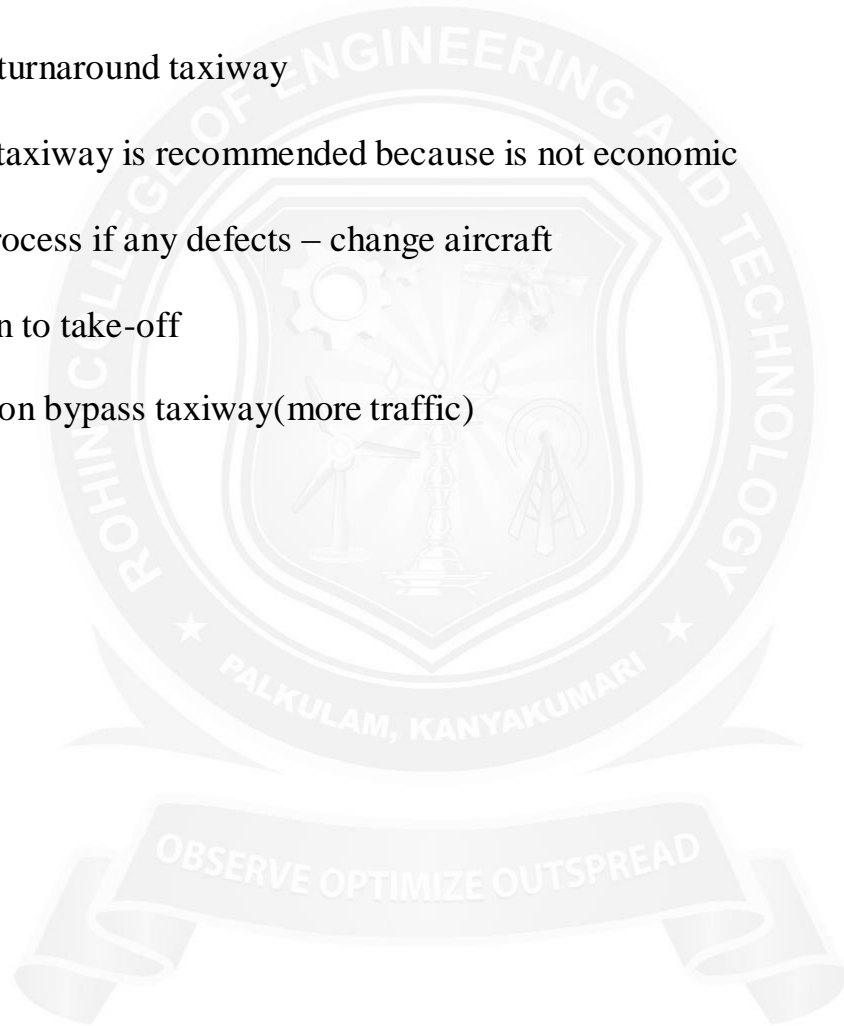 turnaround taxiway
taxiway is recommended because is not economic
rocess if any defects – change aircraft
n to take-off
on bypass taxiway(more traffic)
ROHINI COLLEGE OF ENGINEERING AND TECHNOLOGY
PALKULAM, KANYAKUMARI
OBSERVE OPTIMIZE OUTSPREAD